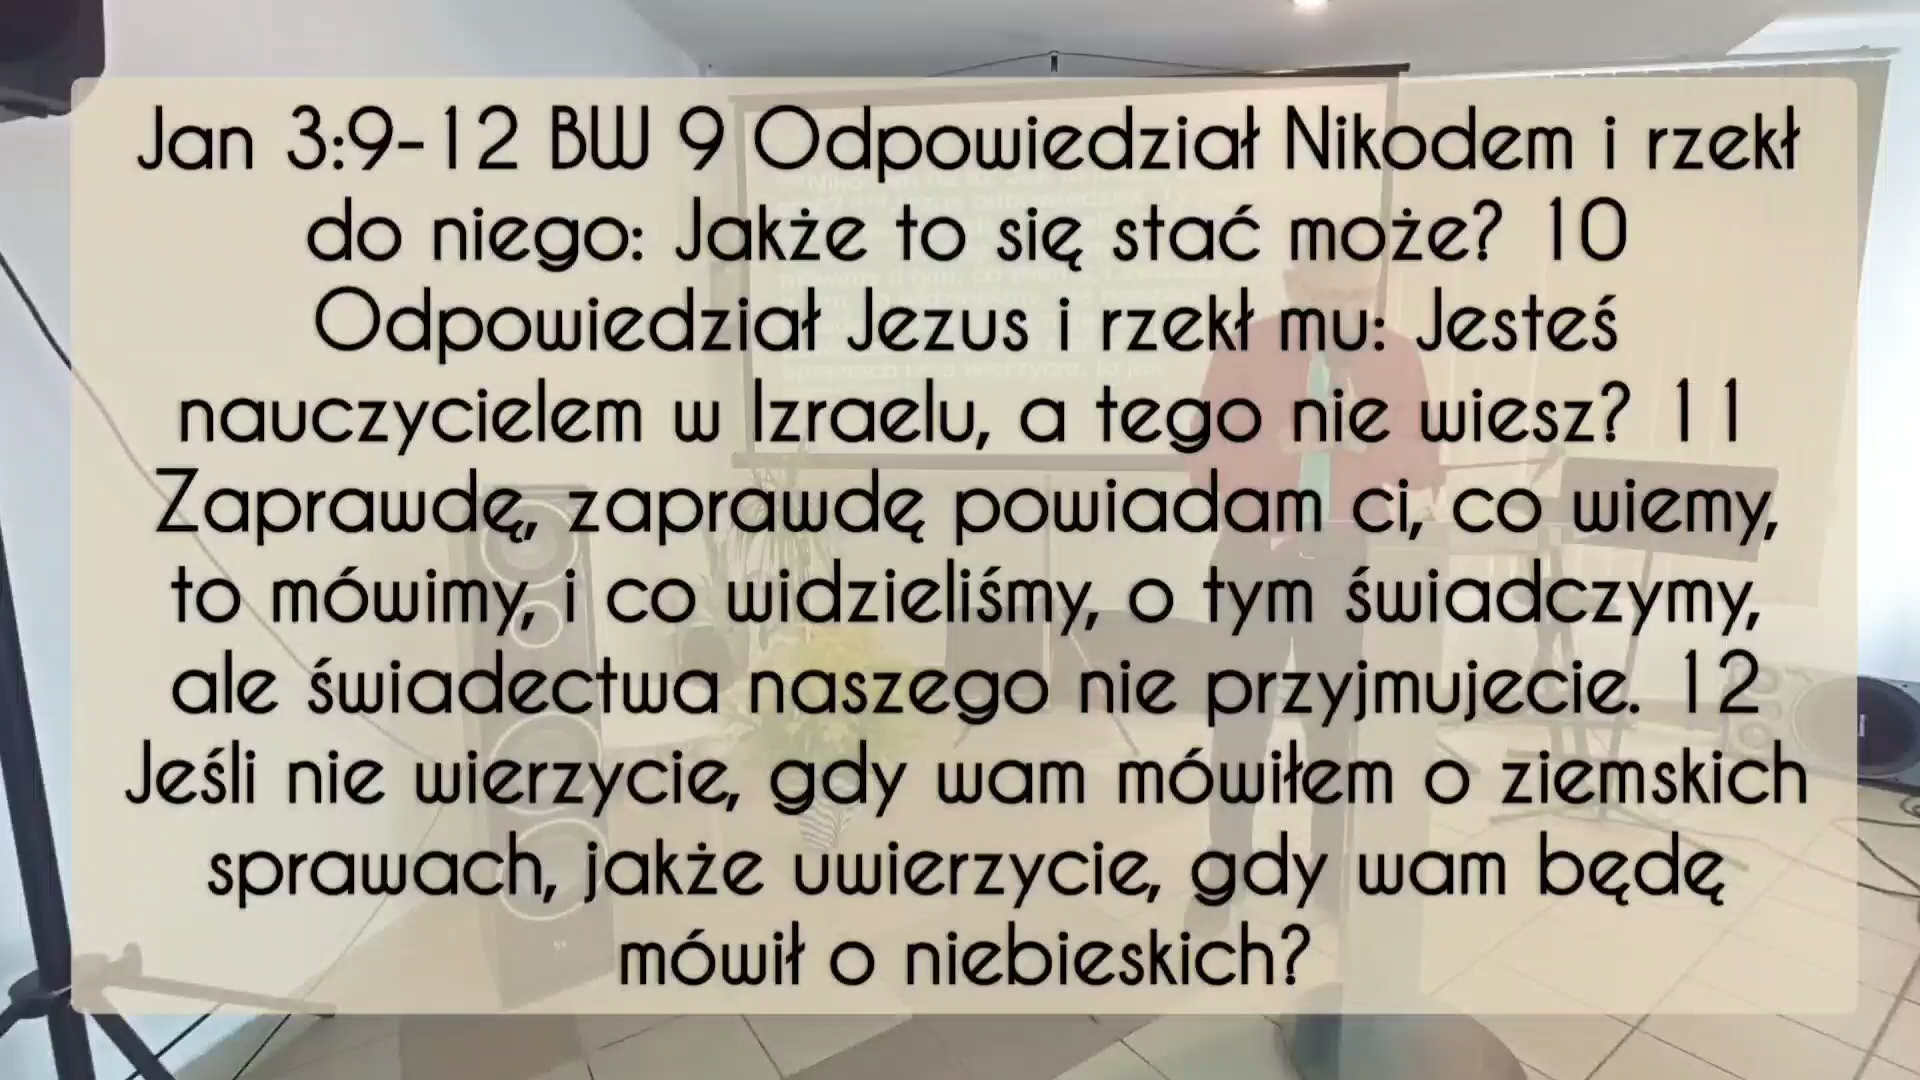 Jan 3:9-12 BW 9 Odpowiedział Nikodem i rzekł
do niego: Jakże to się stać może? 10
Odpowiedział Jezus i rzekł mu: Jesteś
nauczycielem w Izraelu, a tego nie wiesz? 11
Zaprawdę, zaprawdę powiadam ci, co wiemy,
to mówimy, i co widzieliśmy, o tym świadczymy,
ale świadectwa naszego nie przyjmujecie. 12
Jeśli nie wierzycie, gdy wam mówiłem o ziemskich
sprawach, jakże uwierzycie, gdy wam będę
mówił o niebieskich?